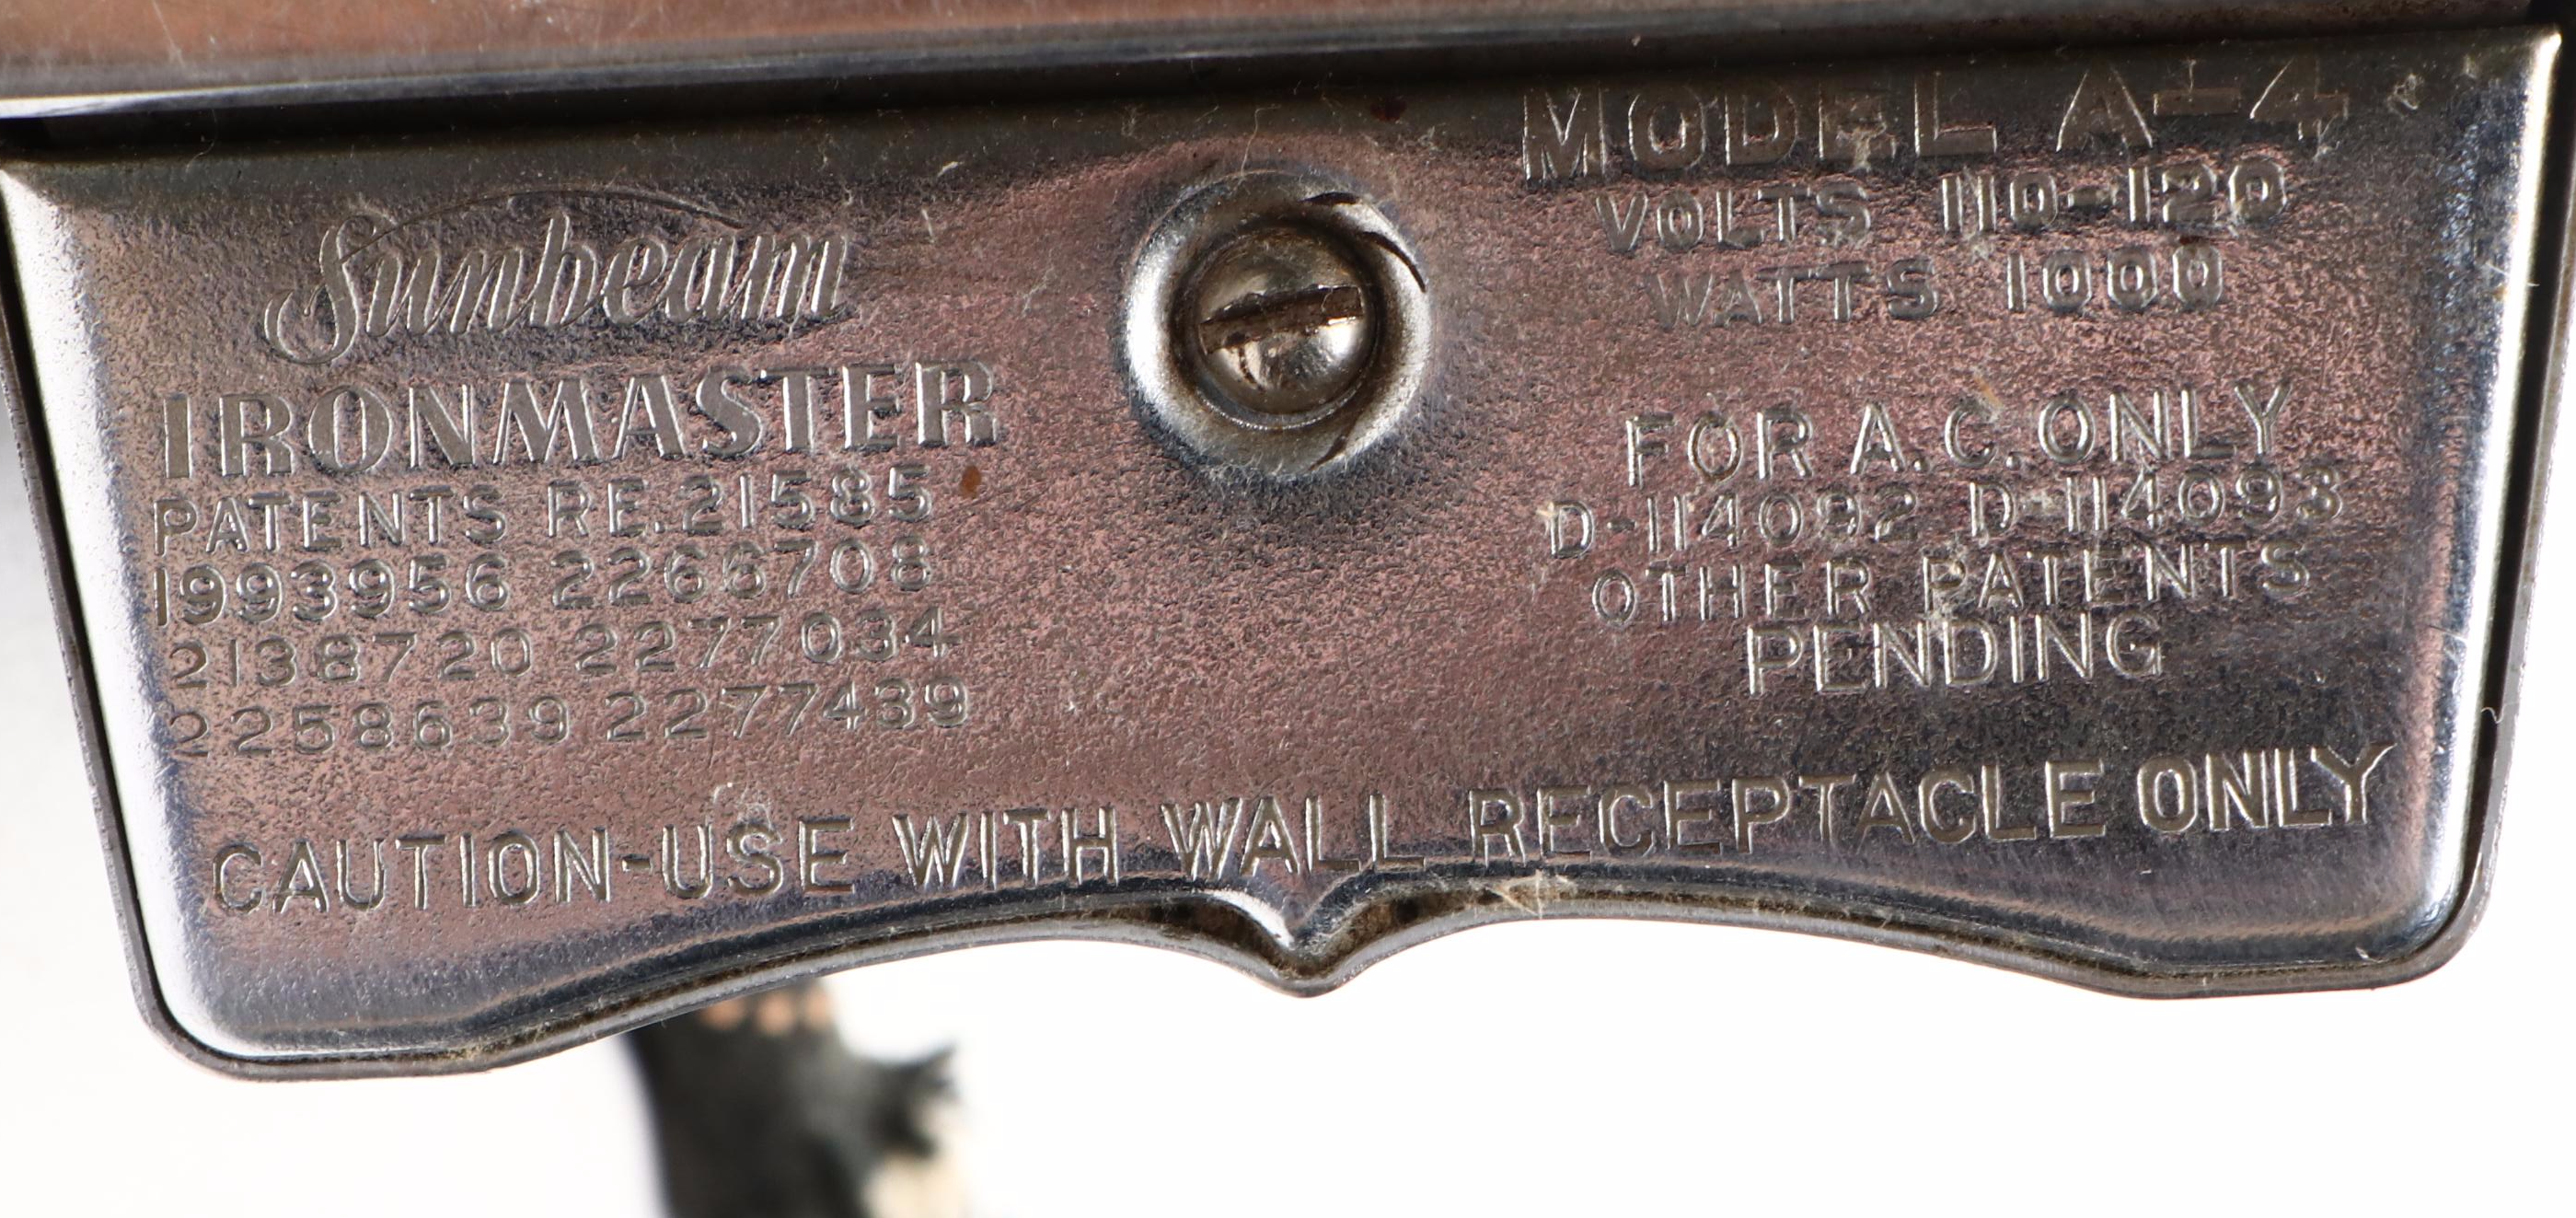 Sunbeam
IRONMASTER
PATENTS RE.21585
1993956 2266708
2138720 2277034
2258639 2277439
MODEL A-4
VOLTS 110-120
WATTS 1000
FOR A.C. ONLY
D-114092 D-114093
OTHER PATENTS
PENDING
CAUTION-USE WITH WALL RECEPTACLE ONLY